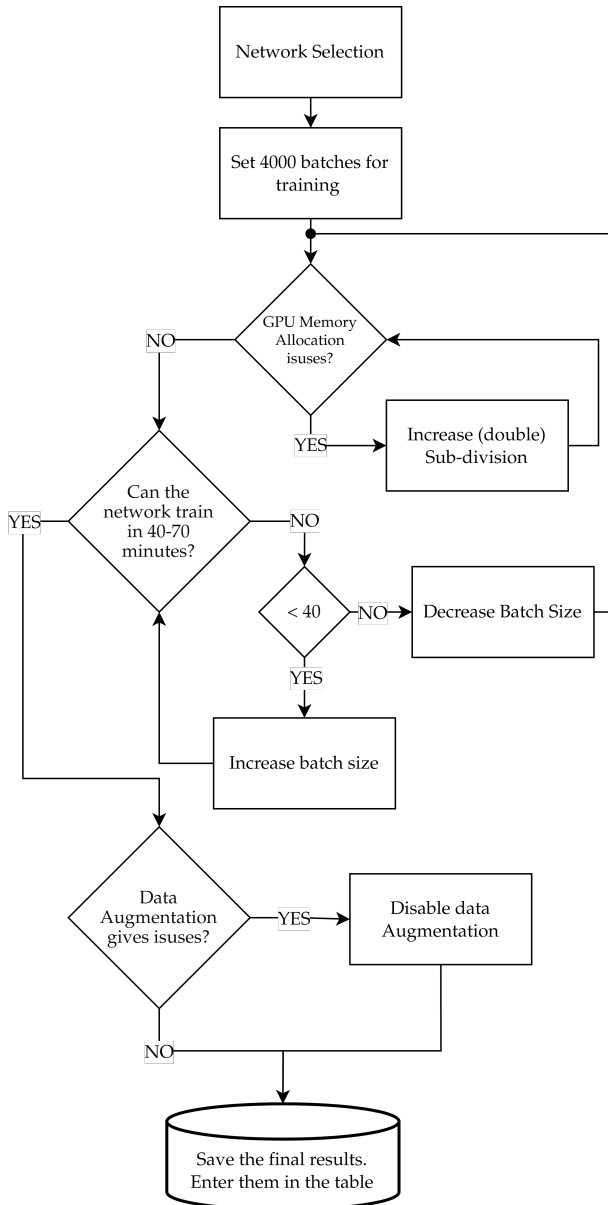 Network Selection
Set 4000 batches for
training
GPU Memory
Allocation
isuses?
NO
YES
Increase (double)
Sub-division
Can the
network train
in 40-70
minutes?
YES
NO
< 40
NO
Decrease Batch Size
YES
Increase batch size
Data
Augmentation
gives isuses?
YES
Disable data
Augmentation
NO
Save the final results.
Enter them in the table